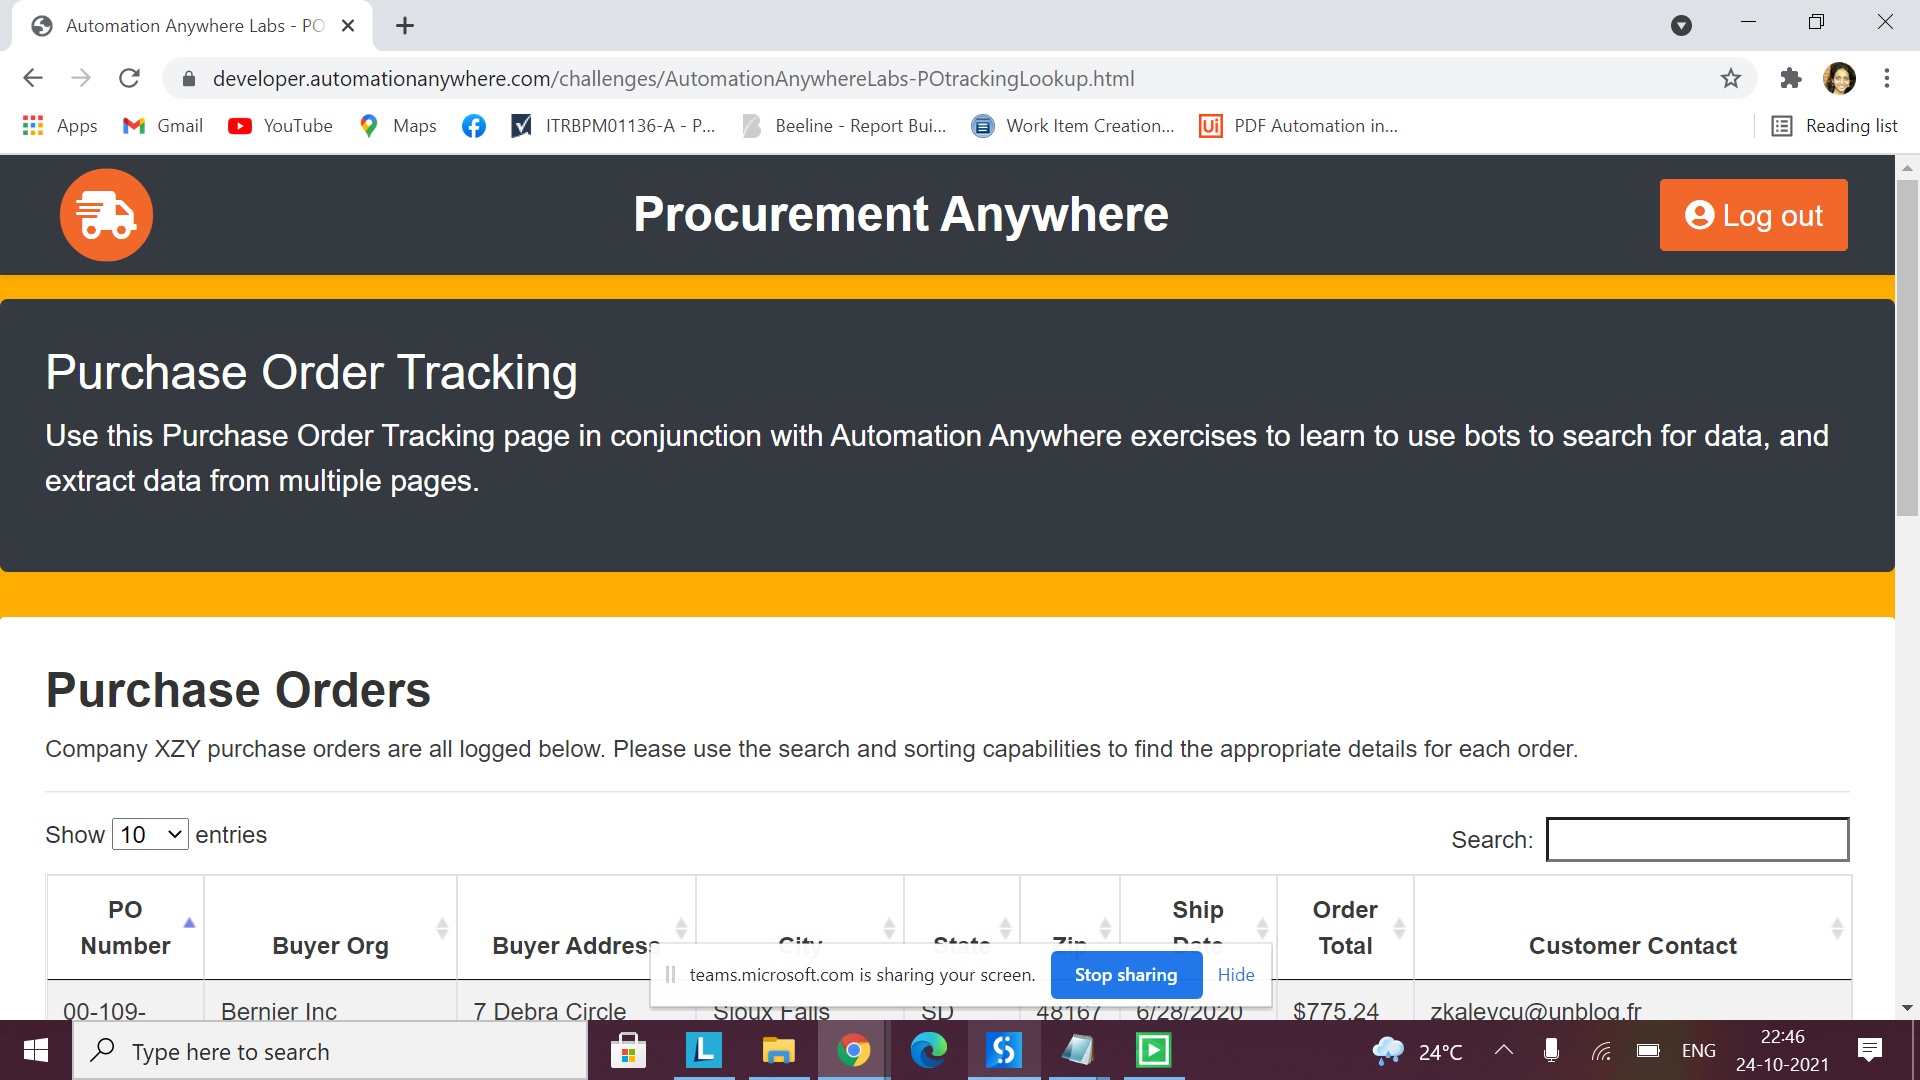 Automation Anywhere Labs - PO
developer.automationanywhere.com/challenges/AutomationAnywhereLabs-POtrackingLookup.html
Apps Gmail YouTube Maps ITRBPM01136-A - P... Beeline - Report Bui... Work Item Creation... Ui PDF Automation in... Reading list
Procurement Anywhere
Log out
Purchase Order Tracking
Use this Purchase Order Tracking page in conjunction with Automation Anywhere exercises to learn to use bots to search for data, and
extract data from multiple pages.
Purchase Orders
Company XZY purchase orders are all logged below. Please use the search and sorting capabilities to find the appropriate details for each order.
Show 10 entries
Search:
PO Ship Order
Number Buyer Org Buyer Address City State Zip Date Total Customer Contact
teams.microsoft.com is sharing your screen. Stop sharing Hide
00-109- Bernier Inc 7 Debra Circle Sioux Falls SD 48167 6/28/2020 $775.24 zkalevcu@unblog.fr
Type here to search
L
24°C
ENG
22:46
24-10-2021